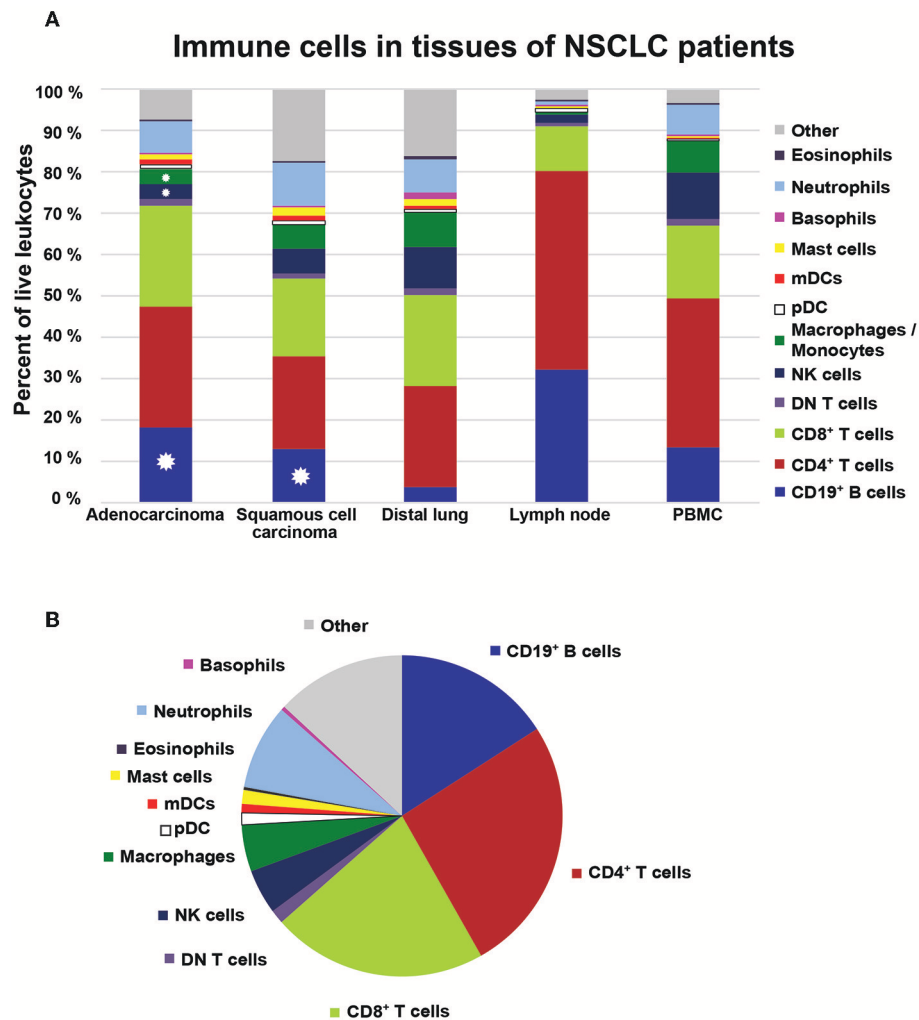 A
Immune cells in tissues of NSCLC patients
Percent of live leukocytes
100 %
90 %
80 %
70 %
60 %
50 %
40 %
30 %
20 %
10 %
0 %
Adenocarcinoma
Squamous cell
carcinoma
Distal lung
Lymph node
PBMC
Other
Eosinophils
Neutrophils
Basophils
Mast cells
mDCs
pDC
Macrophages /
Monocytes
NK cells
DN T cells
CD8⁺ T cells
CD4⁺ T cells
CD19⁺ B cells
B
Other
CD19⁺ B cells
Basophils
Neutrophils
Eosinophils
Mast cells
mDCs
pDC
Macrophages
CD4⁺ T cells
NK cells
DN T cells
CD8⁺ T cells